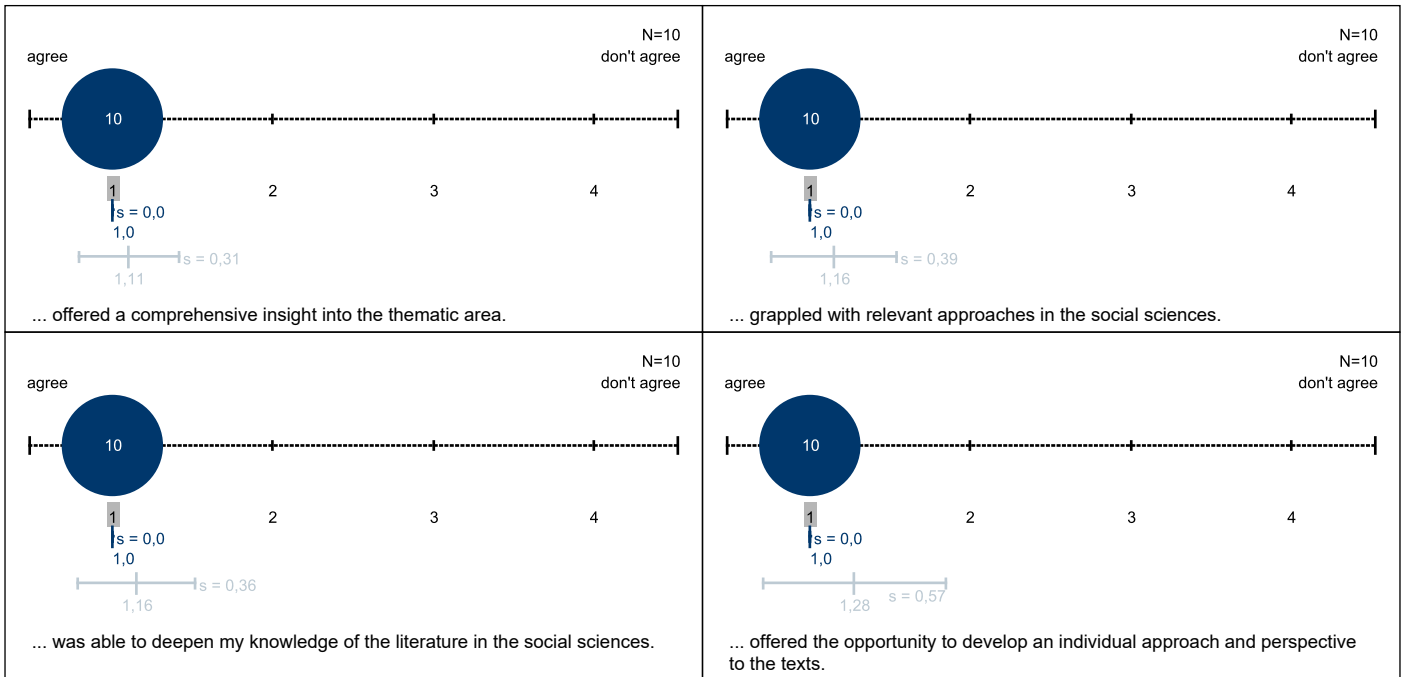 N=10
agree don't agree
10
1 2 3 4
s = 0,0
1,0
s = 0,31
1,11
... offered a comprehensive insight into the thematic area.
N=10
agree don't agree
10
1 2 3 4
s = 0,0
1,0
s = 0,39
1,16
... grappled with relevant approaches in the social sciences.
N=10
agree don't agree
10
1 2 3 4
s = 0,0
1,0
s = 0,36
1,16
... was able to deepen my knowledge of the literature in the social sciences.
N=10
agree don't agree
10
1 2 3 4
s = 0,0
1,0
s = 0,57
1,28
... offered the opportunity to develop an individual approach and perspective
to the texts.